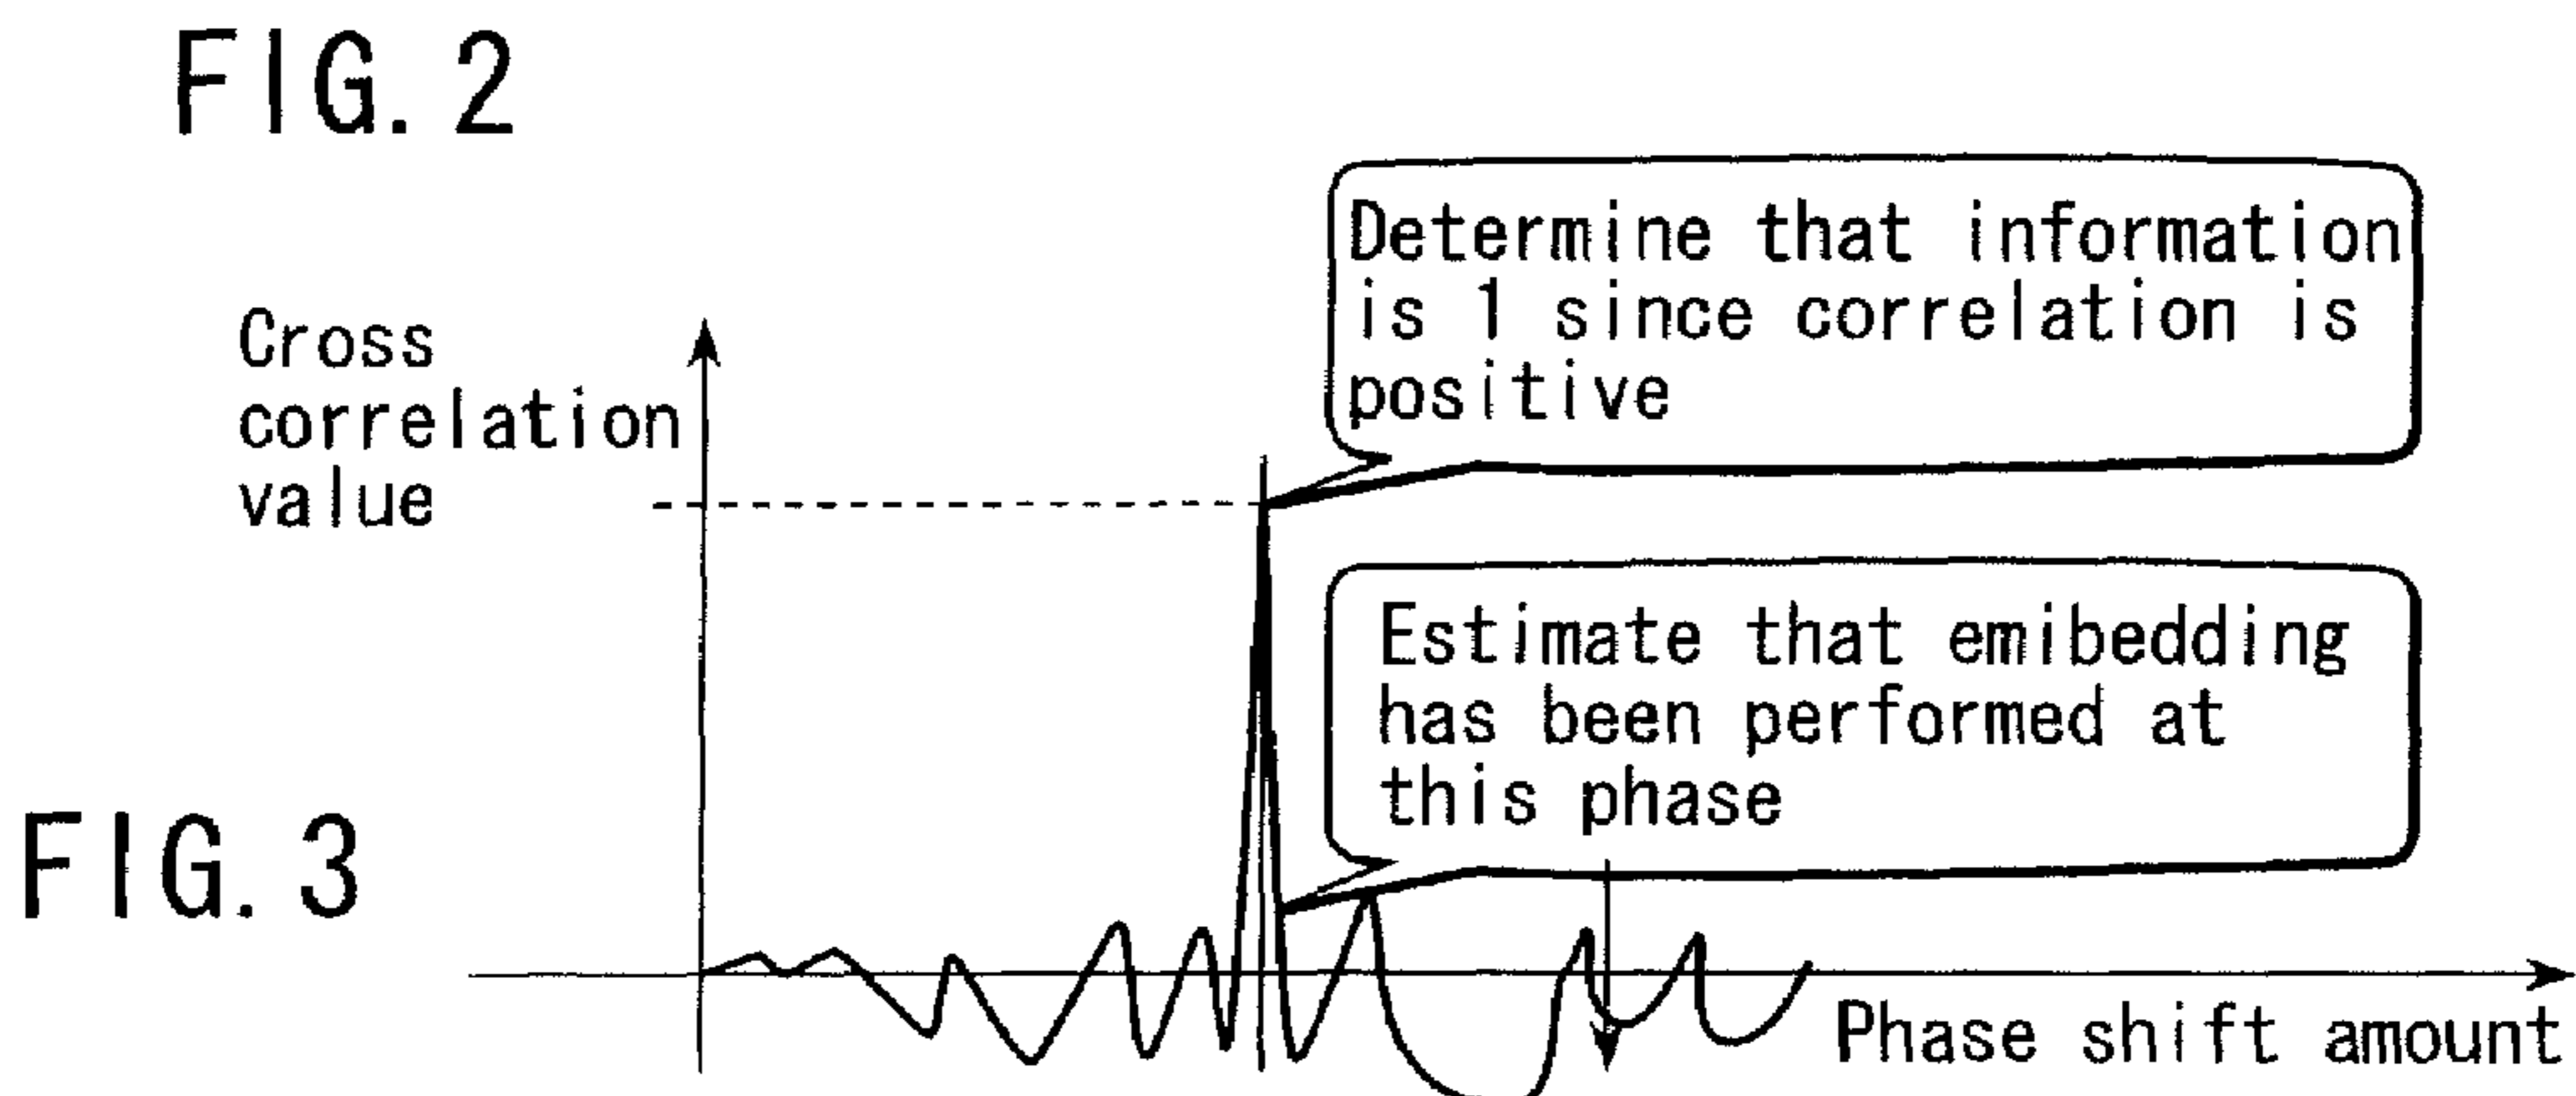 FIG. 2
Determine that information
is 1 since correlation is
positive
Cross
correlation
value
Estimate that emibedding
has been performed at
this phase
FIG. 3
Phase shift amount